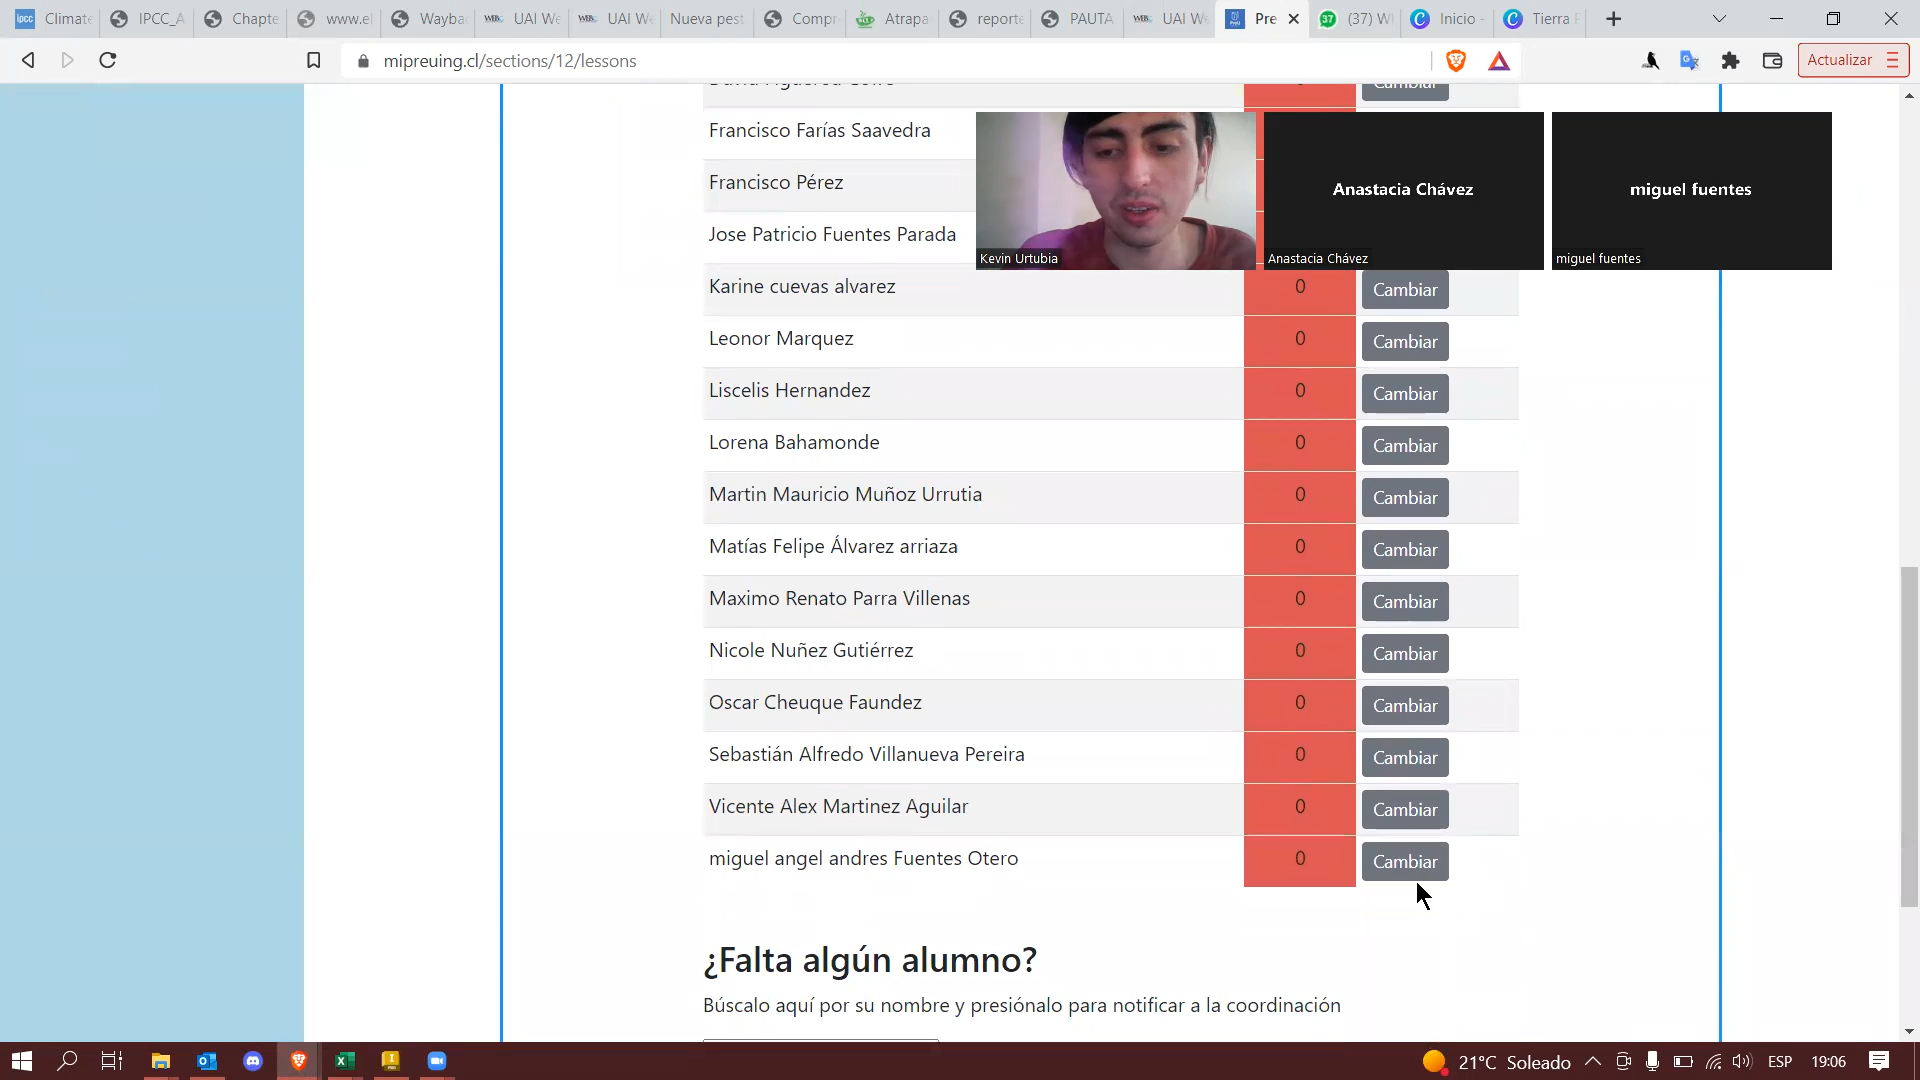 Climate
IPCC_A
Chapte
www.el
Wayba
UAI We
UAI We
Nueva pest
Compr
Atrapa
reporte
PAUTA
UAI We
Pre
(37) W
Inicio -
Tierra
mipreuing.cl/sections/12/lessons
Actualizar
Cambiar
Francisco Farías Saavedra
Francisco Pérez
Jose Patricio Fuentes Parada
Kevin Urtubia
Anastacia Chávez
Anastacia Chávez
miguel fuentes
miguel fuentes
Karine cuevas alvarez 0 Cambiar
Leonor Marquez 0 Cambiar
Liscelis Hernandez 0 Cambiar
Lorena Bahamonde 0 Cambiar
Martin Mauricio Muñoz Urrutia 0 Cambiar
Matías Felipe Álvarez arriaza 0 Cambiar
Maximo Renato Parra Villenas 0 Cambiar
Nicole Nuñez Gutiérrez 0 Cambiar
Oscar Cheuque Faundez 0 Cambiar
Sebastián Alfredo Villanueva Pereira 0 Cambiar
Vicente Alex Martinez Aguilar 0 Cambiar
miguel angel andres Fuentes Otero 0 Cambiar
¿Falta algún alumno?
Búscalo aquí por su nombre y presiónalo para notificar a la coordinación
21°C Soleado
ESP
19:06